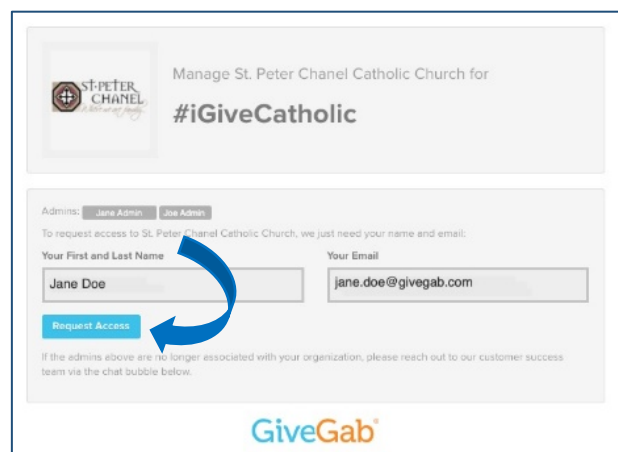 ST·PETER
CHANEL
Manage St. Peter Chanel Catholic Church for
#iGiveCatholic
Admins: Jane Admin Joe Admin
To request access to St. Peter Chanel Catholic Church, we just need your name and email:
Your First and Last Name
Your Email
Jane Doe
jane.doe@givegab.com
Request Access
If the admins above are no longer associated with your organization, please reach out to our customer success
team via the chat bubble below.
GiveGab